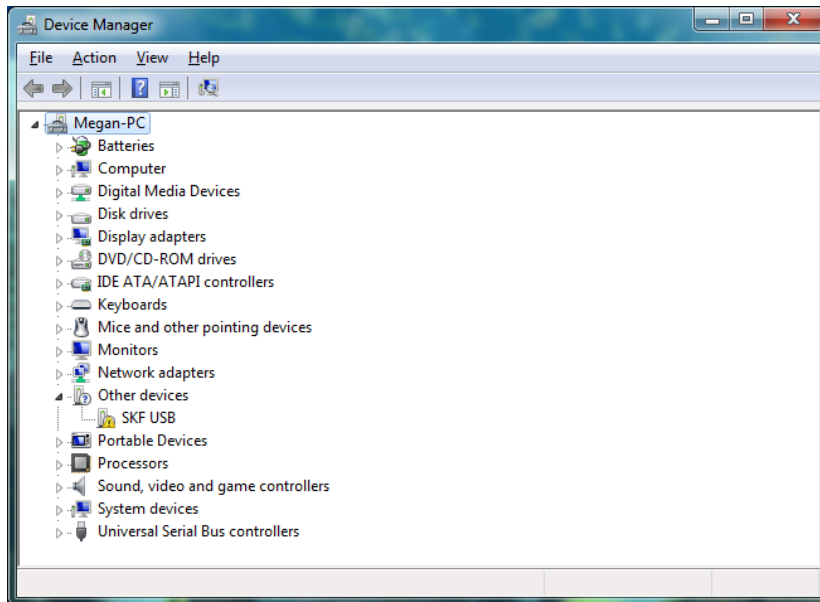 Device Manager
File Action View Help
Megan-PC
Batteries
Computer
Digital Media Devices
Disk drives
Display adapters
DVD/CD-ROM drives
IDE ATA/ATAPI controllers
Keyboards
Mice and other pointing devices
Monitors
Network adapters
Other devices
SKF USB
Portable Devices
Processors
Sound, video and game controllers
System devices
Universal Serial Bus controllers